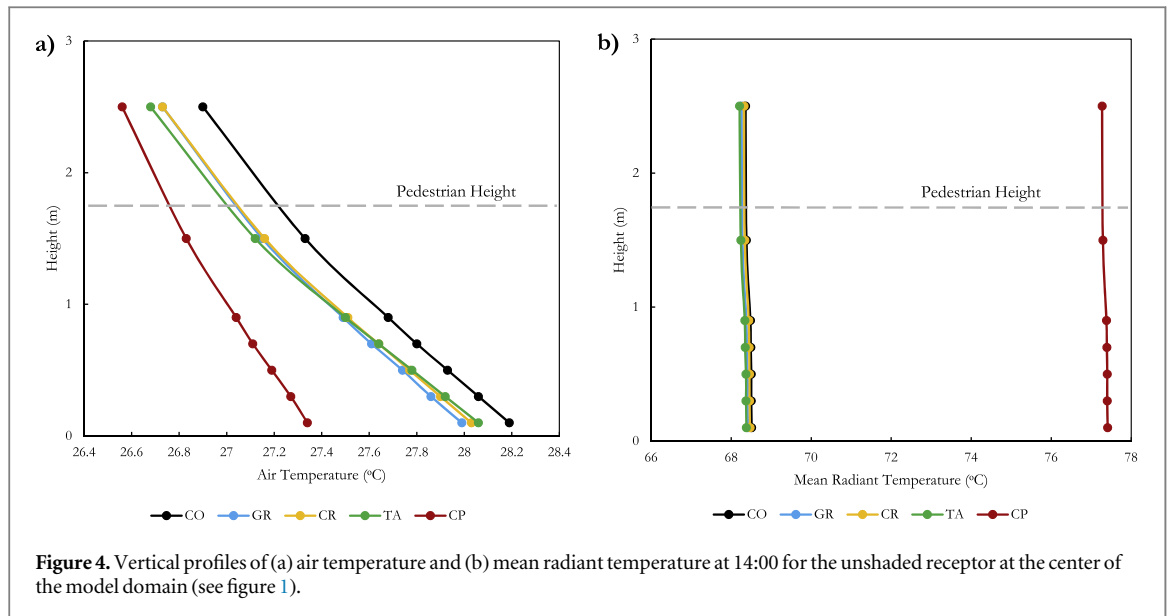 a)
3
2
1
0
Height (m)
Pedestrian Height
26.4 26.6 26.8 27 27.2 27.4 27.6 27.8 28 28.2 28.4
Air Temperature (ºC)
CO GR CR TA CP
b)
3
2
1
0
Height (m)
Pedestrian Height
66 68 70 72 74 76 78
Mean Radiant Temperature (ºC)
CO GR CR TA CP
Figure 4. Vertical profiles of (a) air temperature and (b) mean radiant temperature at 14:00 for the unshaded receptor at the center of
the model domain (see figure 1).